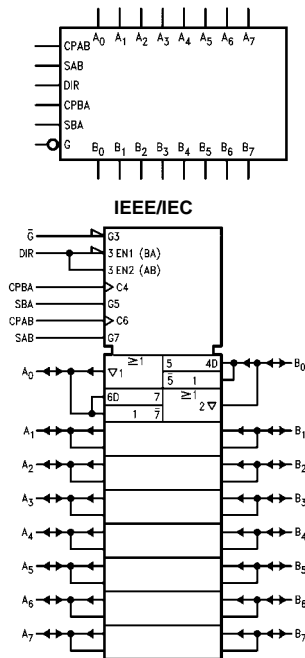 A0 A1 A2 A3 A4 A5 A6 A7
CPAB
SAB
DIR
CPBA
SBA
G
B0 B1 B2 B3 B4 B5 B6 B7
IEEE/IEC
G̅ G3
DIR 3 EN1 (BA)
3 EN2 (AB)
CPBA C4
SBA G5
CPAB C6
SAB G7
A0 ≥1 5 4D B0
▽1 5̅ 1
6D 7 ≥1
1 7̅ 2▽
A1 B1
A2 B2
A3 B3
A4 B4
A5 B5
A6 B6
A7 B7